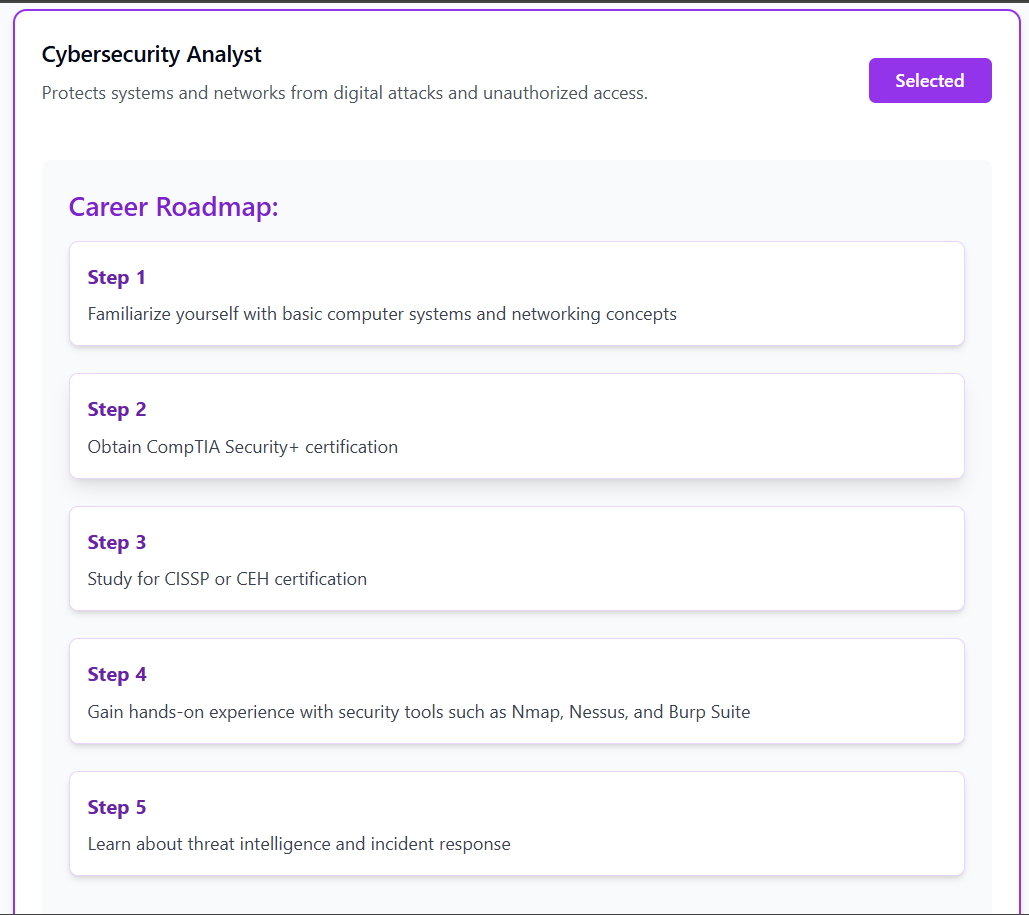 Cybersecurity Analyst
Protects systems and networks from digital attacks and unauthorized access.
Selected
Career Roadmap:
Step 1
Familiarize yourself with basic computer systems and networking concepts
Step 2
Obtain CompTIA Security+ certification
Step 3
Study for CISSP or CEH certification
Step 4
Gain hands-on experience with security tools such as Nmap, Nessus, and Burp Suite
Step 5
Learn about threat intelligence and incident response